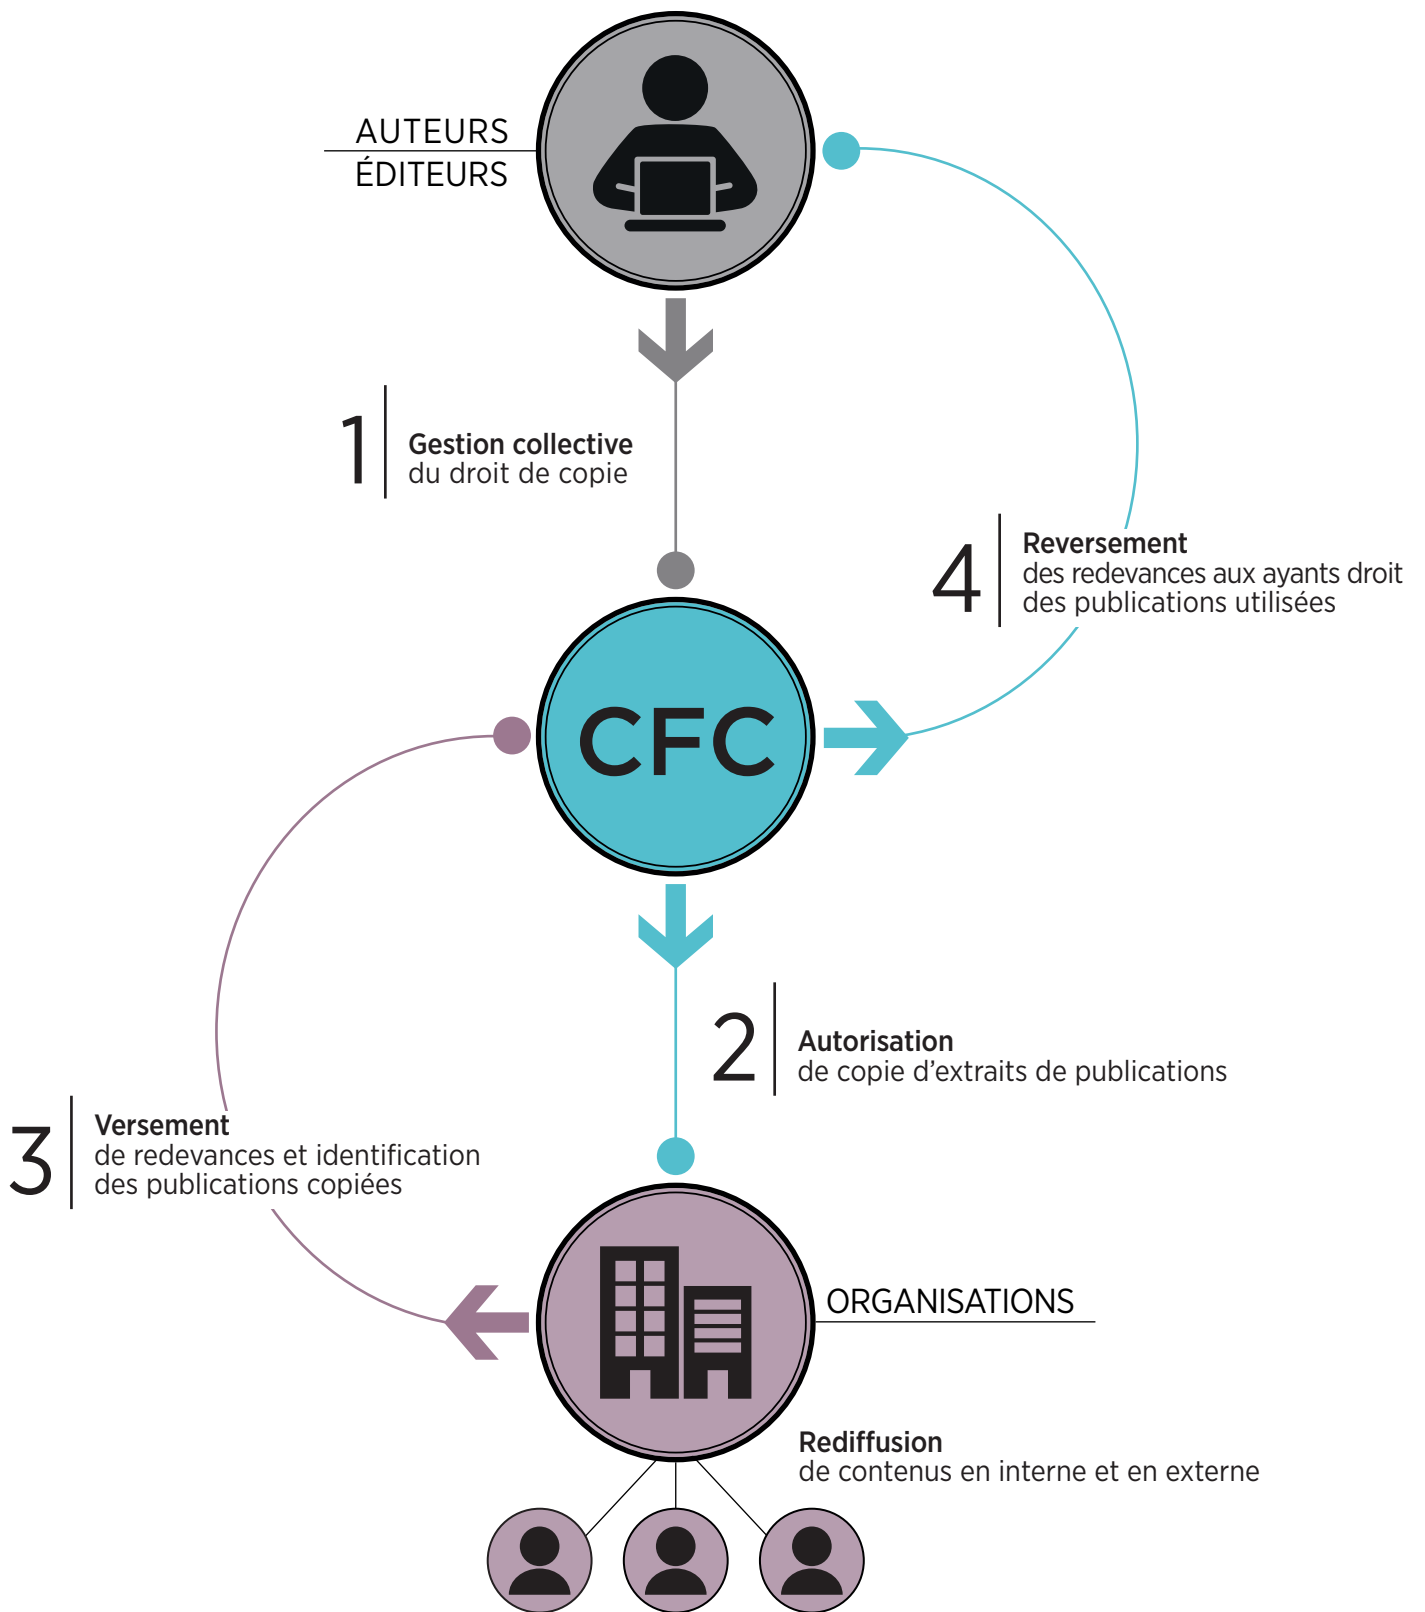 AUTEURS
ÉDITEURS
1
Gestion collective
du droit de copie
4
Reversement
des redevances aux ayants droit
des publications utilisées
CFC
2
Autorisation
de copie d’extraits de publications
3
Versement
de redevances et identification
des publications copiées
ORGANISATIONS
Rediffusion
de contenus en interne et en externe